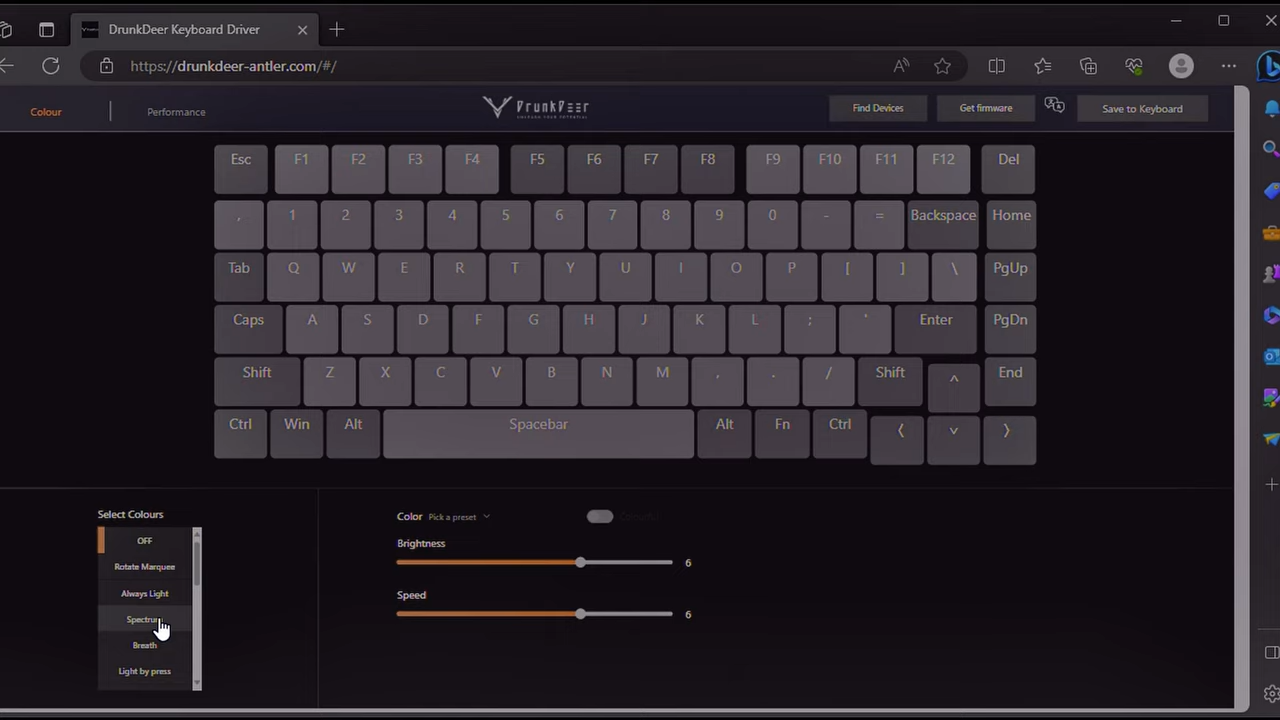 DrunkDeer Keyboard Driver
https://drunkdeer-antler.com/#/
Colour Performance DrunkDeer Find Devices Get firmware Save to Keyboard
Esc F1 F2 F3 F4 F5 F6 F7 F8 F9 F10 F11 F12 Del
, 1 2 3 4 5 6 7 8 9 0 - = Backspace Home
Tab Q W E R T Y U I O P [ ] \ PgUp
Caps A S D F G H J K L ; ' Enter PgDn
Shift Z X C V B N M , . / Shift ^ End
Ctrl Win Alt Spacebar Alt Fn Ctrl
Select Colours
OFF
Rotate Marquee
Always Light
Spectrum
Breath
Light by press
Color Pick a preset
Brightness
6
Speed
6